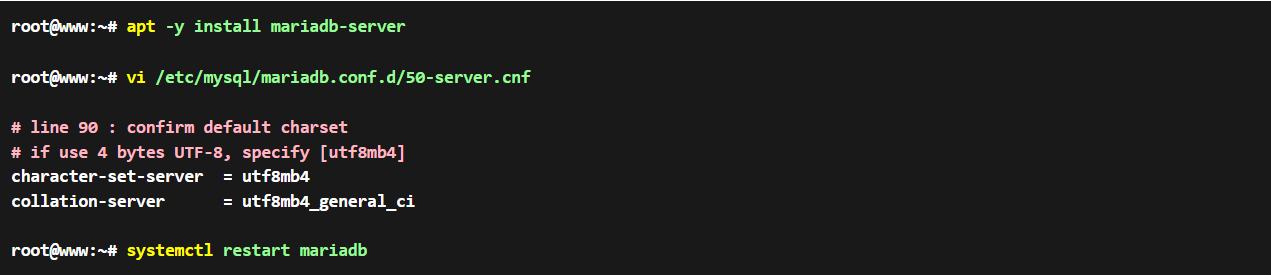 root@www:~# apt -y install mariadb-server
root@www:~# vi /etc/mysql/mariadb.conf.d/50-server.cnf
# line 90 : confirm default charset
# if use 4 bytes UTF-8, specify [utf8mb4]
character-set-server  = utf8mb4
collation-server      = utf8mb4_general_ci
root@www:~# systemctl restart mariadb